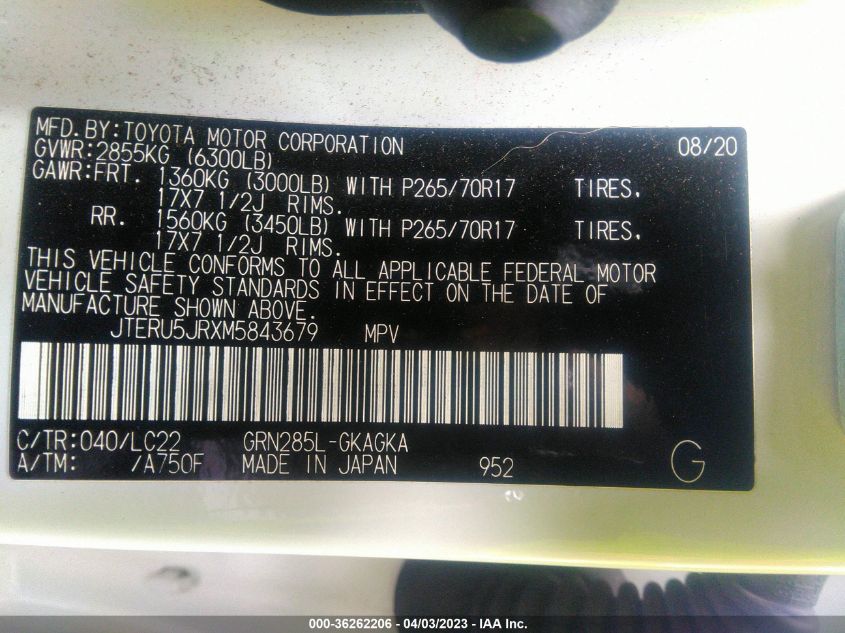 MFD.BY:TOYOTA MOTOR CORPORATION 08/20
GVWR:2855KG (6300LB)
GAWR:FRT. 1360KG (3000LB) WITH P265/70R17 TIRES.
17X7 1/2J RIMS.
RR. 1560KG (3450LB) WITH P265/70R17 TIRES.
17X7 1/2J RIMS.
THIS VEHICLE CONFORMS TO ALL APPLICABLE FEDERAL MOTOR
VEHICLE SAFETY STANDARDS IN EFFECT ON THE DATE OF
MANUFACTURE SHOWN ABOVE.
JTERU5JRXM5843679 MPV
C/TR:040/LC22 GRN285L-GKAGKA
A/TM: /A750F MADE IN JAPAN 952 G
000-36262206 - 04/03/2023 - IAA Inc.